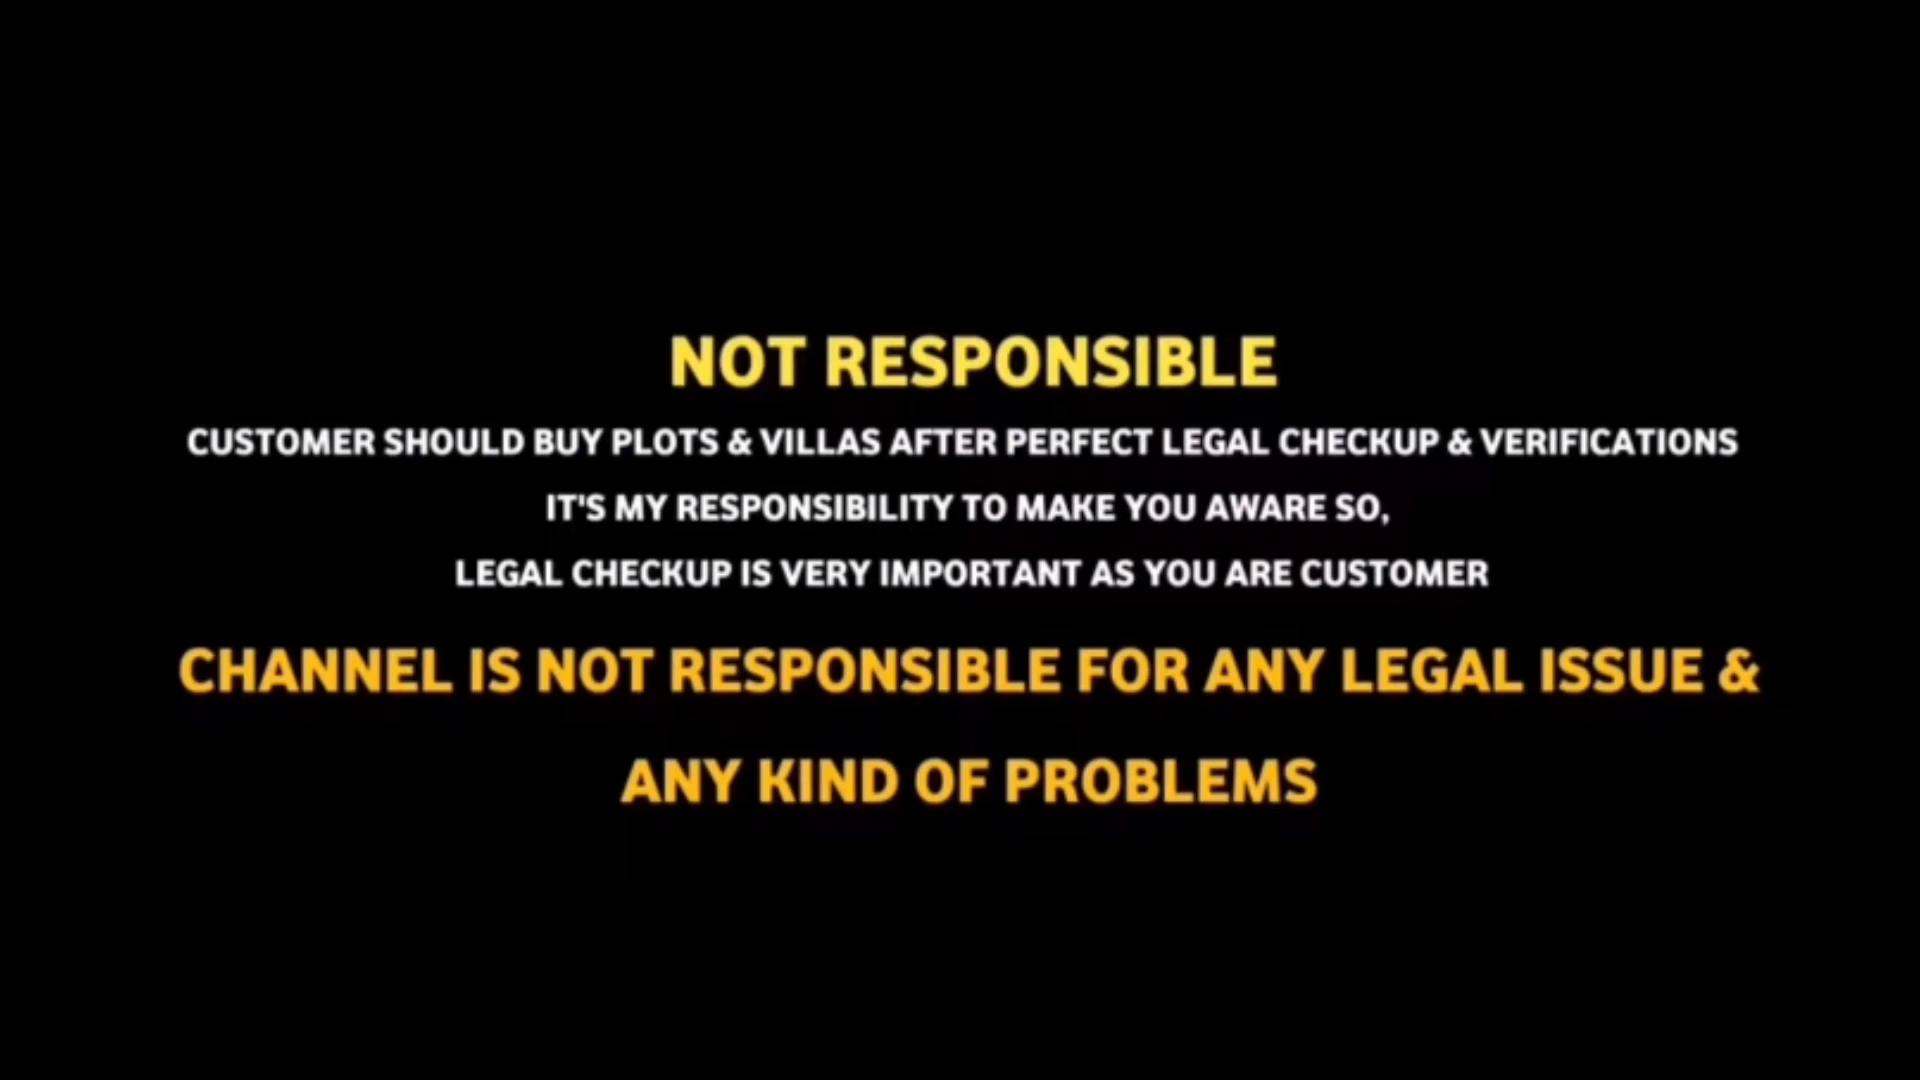 NOT RESPONSIBLE
CUSTOMER SHOULD BUY PLOTS & VILLAS AFTER PERFECT LEGAL CHECKUP & VERIFICATIONS
IT'S MY RESPONSIBILITY TO MAKE YOU AWARE SO,
LEGAL CHECKUP IS VERY IMPORTANT AS YOU ARE CUSTOMER
CHANNEL IS NOT RESPONSIBLE FOR ANY LEGAL ISSUE &
ANY KIND OF PROBLEMS